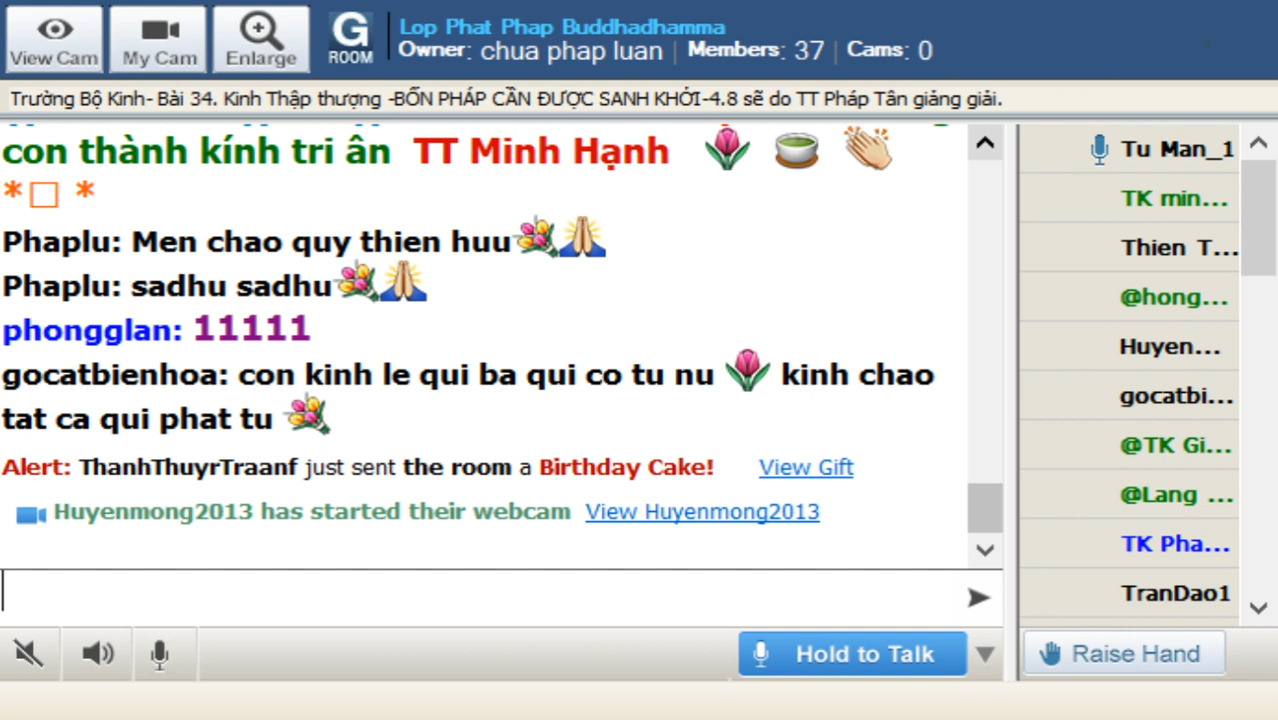 Lop Phat Phap Buddhadhamma
View Cam
My Cam
Enlarge
G
ROOM
Owner: chua phap luan | Members: 37 | Cams: 0
Trường Bộ Kinh- Bài 34. Kinh Thập thượng -BỐN PHÁP CẦN ĐƯỢC SANH KHỞI-4.8 sẽ do TT Pháp Tân giảng giải.
con thành kính tri ân TT Minh Hạnh
*□ *
Phaplu: Men chao quy thien huu
Phaplu: sadhu sadhu
phongglan: 11111
gocatbienhoa: con kinh le qui ba qui co tu nu kinh chao
tat ca qui phat tu
Alert: ThanhThuyrTraanf just sent the room a Birthday Cake! View Gift
Huyenmong2013 has started their webcam View Huyenmong2013
Hold to Talk
Tu Man_1
TK min...
Thien T...
@hong...
Huyen...
gocatbi...
@TK Gi...
@Lang ...
TK Pha...
TranDao1
Raise Hand